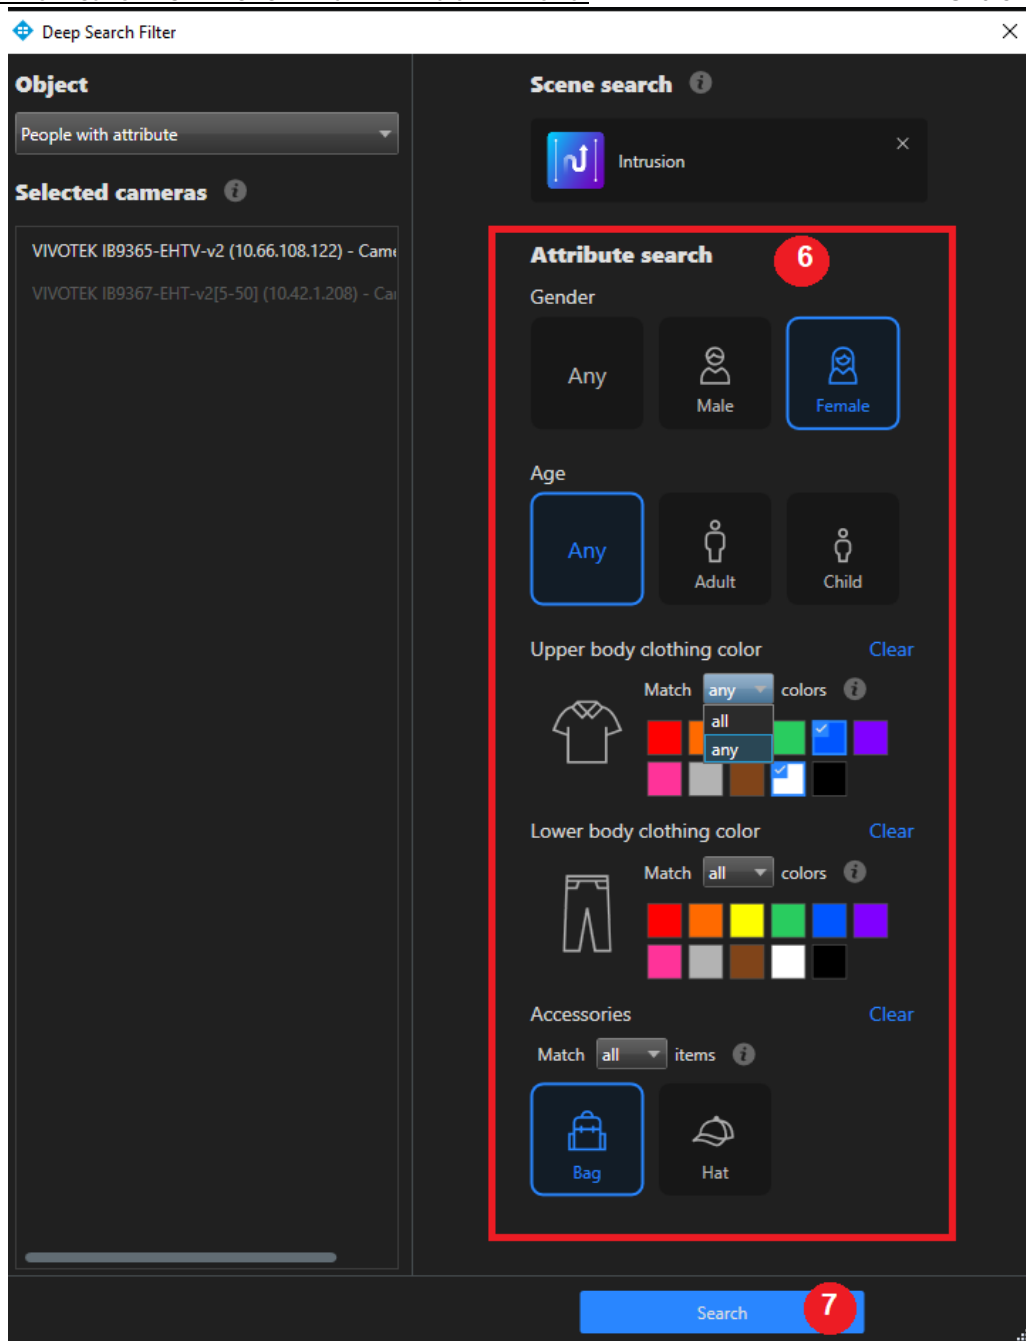 Deep Search Filter
Object
People with attribute
Selected cameras
VIVOTEK IB9365-EHTV-v2 (10.66.108.122) - Came
VIVOTEK IB9367-EHT-v2[5-50] (10.42.1.208) - Ca
Scene search
Intrusion
Attribute search
6
Gender
Any
Male
Female
Age
Any
Adult
Child
Upper body clothing color Clear
Match any colors
all
any
Lower body clothing color Clear
Match all colors
Accessories Clear
Match all items
Bag
Hat
Search
7